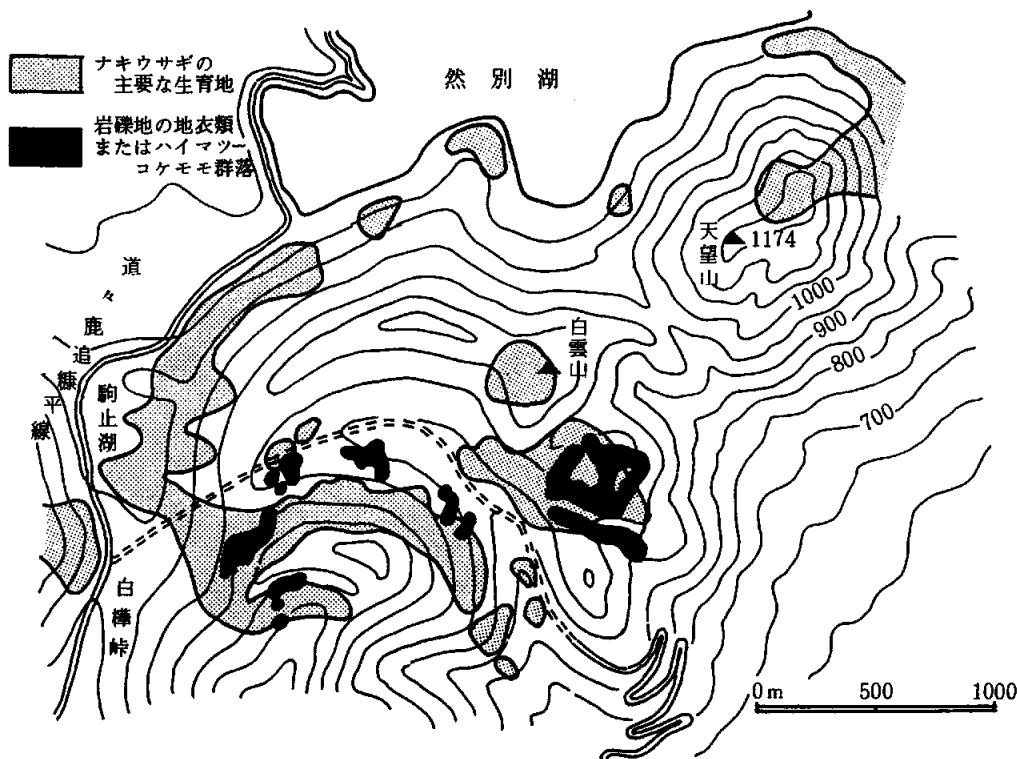 ナキウサギの
主要な生育地
岩礫地の地衣類
またはハイマツー
コケモモ群落
然別湖
道々
鹿追糠平線
駒止湖
白樺峠
白雲山
天望山
1174
1000
900
800
700
0m 500 1000